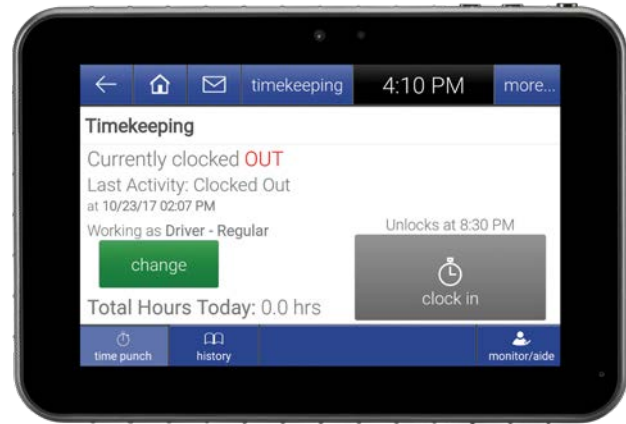 timekeeping 4:10 PM more...
Timekeeping
Currently clocked OUT
Last Activity: Clocked Out
at 10/23/17 02:07 PM
Working as Driver - Regular
Unlocks at 8:30 PM
change
clock in
Total Hours Today: 0.0 hrs
time punch history monitor/aide